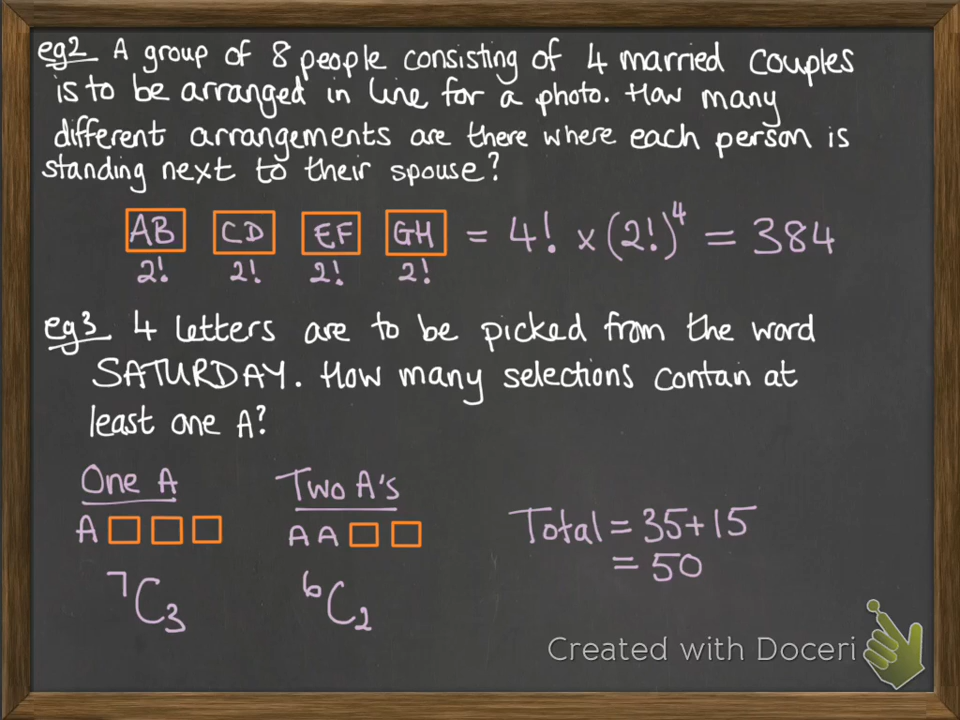 eg2 A group of 8 people consisting of 4 married couples
is to be arranged in line for a photo. How many
different arrangements are there where each person is
standing next to their spouse?
AB CD EF GH = 4! × (2!)⁴ = 384
2! 2! 2! 2!
eg3 4 letters are to be picked from the word
SATURDAY. How many selections contain at
least one A?
One A Two A's
A AA
Total = 35+15
= 50
⁷C₃ ⁶C₂
Created with Doceri